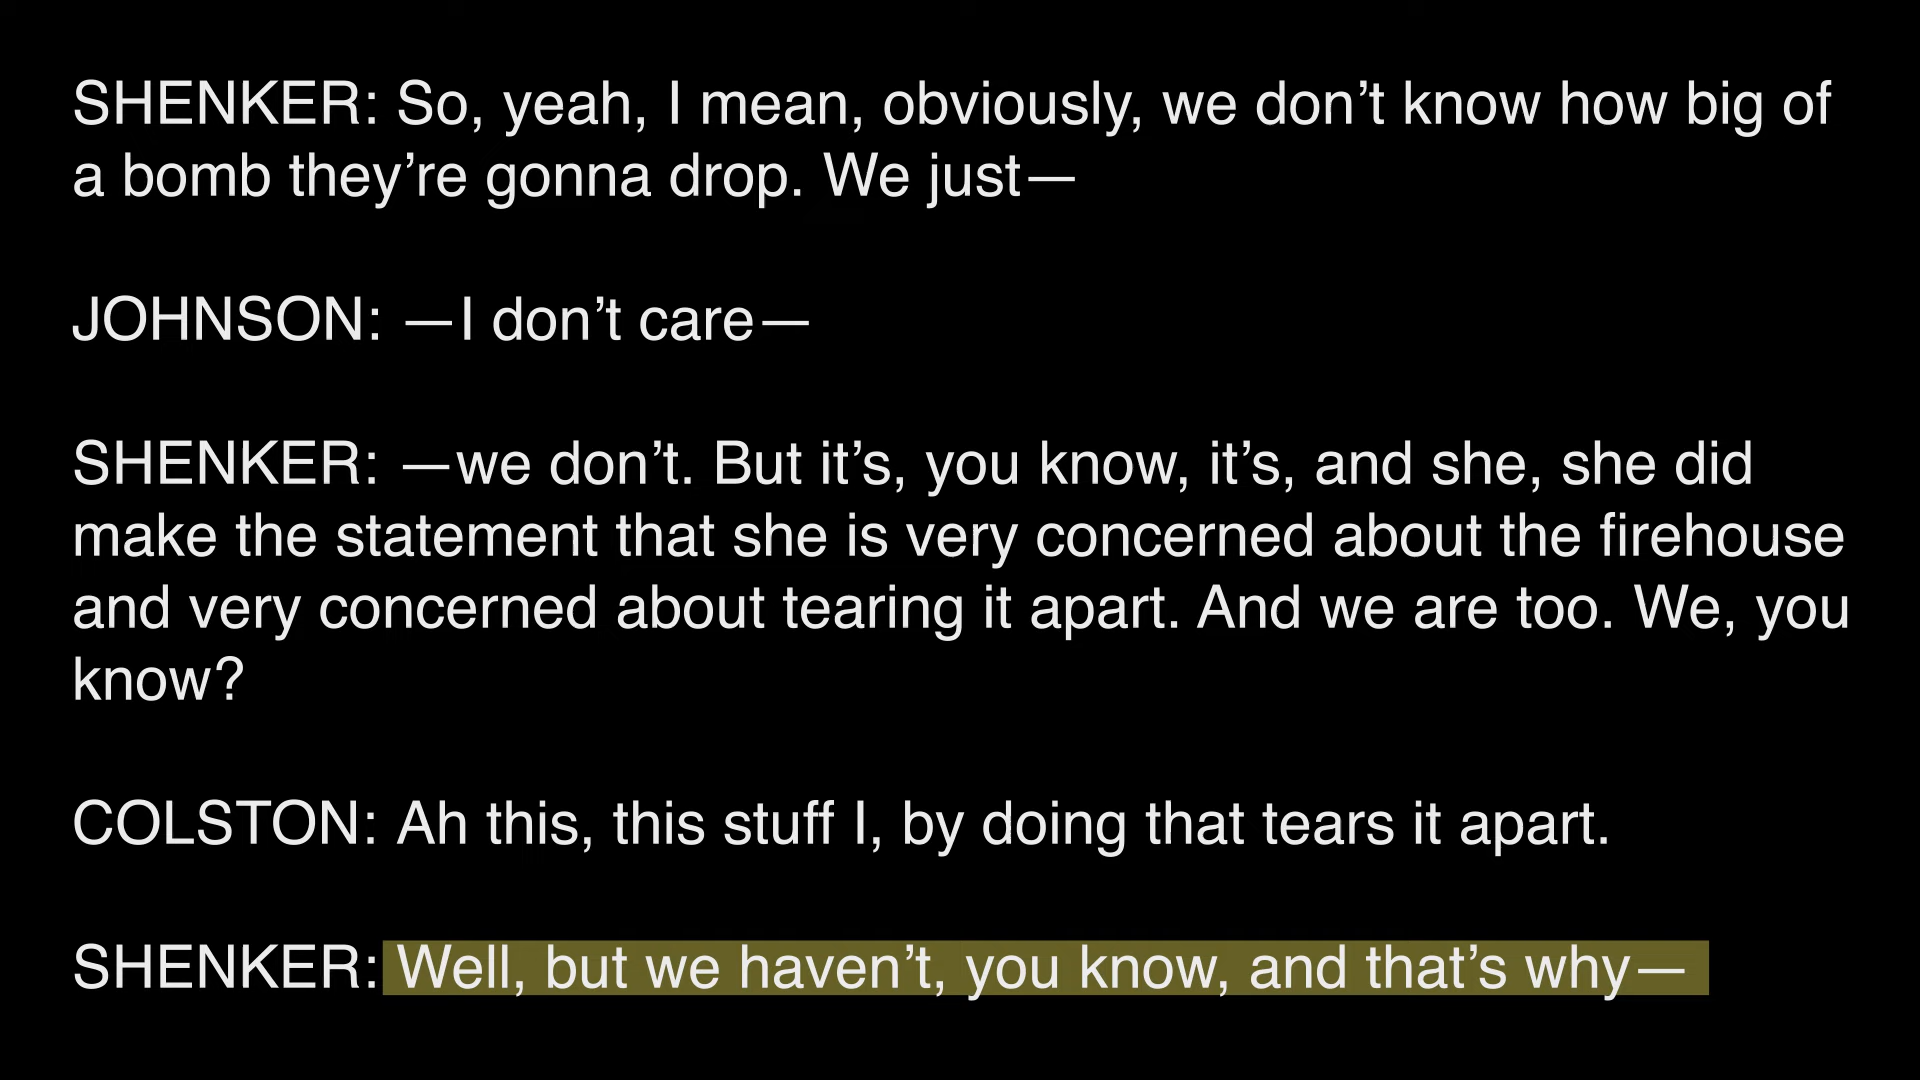 SHENKER: So, yeah, I mean, obviously, we don’t know how big of
a bomb they’re gonna drop. We just—
JOHNSON: —I don’t care—
SHENKER: —we don’t. But it’s, you know, it’s, and she, she did
make the statement that she is very concerned about the firehouse
and very concerned about tearing it apart. And we are too. We, you
know?
COLSTON: Ah this, this stuff I, by doing that tears it apart.
SHENKER: Well, but we haven’t, you know, and that’s why—